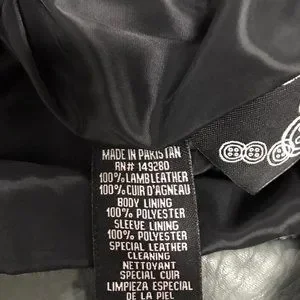 MADE IN PAKISTAN
RN# 149280
100% LAMB LEATHER
100% CUIR D'AGNEAU
BODY LINING
100% POLYESTER
SLEEVE LINING
100% POLYESTER
SPECIAL LEATHER
CLEANING
NETTOYANT
SPECIAL CUIR
LIMPIEZA ESPECIAL
DE LA PIEL